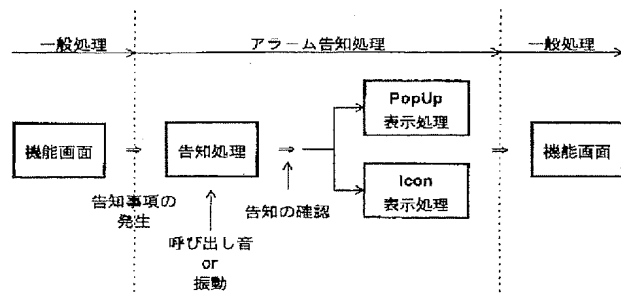 一般処理
アラーム告知処理
一般処理
機能画面
告知処理
PopUp
表示処理
Icon
表示処理
機能画面
告知事項の
発生
告知の確認
呼び出し音
or
振動